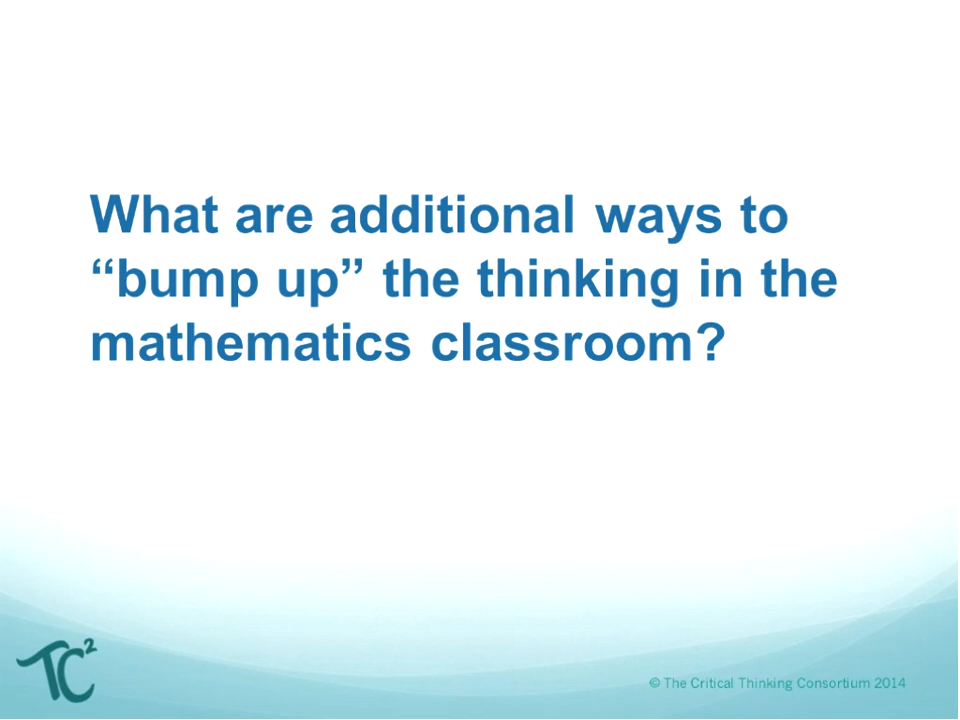 What are additional ways to
“bump up” the thinking in the
mathematics classroom?
TC²
© The Critical Thinking Consortium 2014